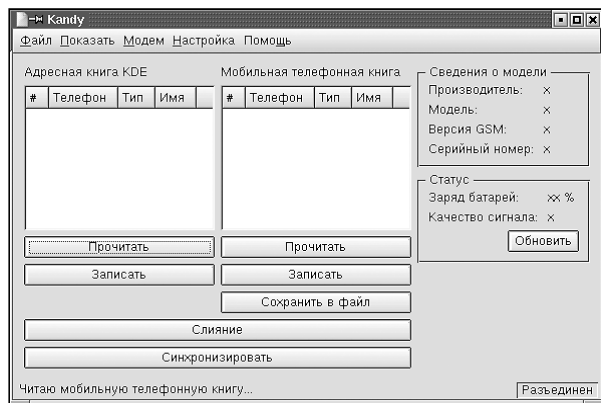 Kandy
Файл Показать Модем Настройка Помощь
Адресная книга KDE
# Телефон Тип Имя
Прочитать
Записать
Мобильная телефонная книга
# Телефон Тип Имя
Прочитать
Записать
Сохранить в файл
Слияние
Синхронизировать
Сведения о модели
Производитель: x
Модель: x
Версия GSM: x
Серийный номер: x
Статус
Заряд батарей: xx %
Качество сигнала: x
Обновить
Читаю мобильную телефонную книгу...
Разъединен